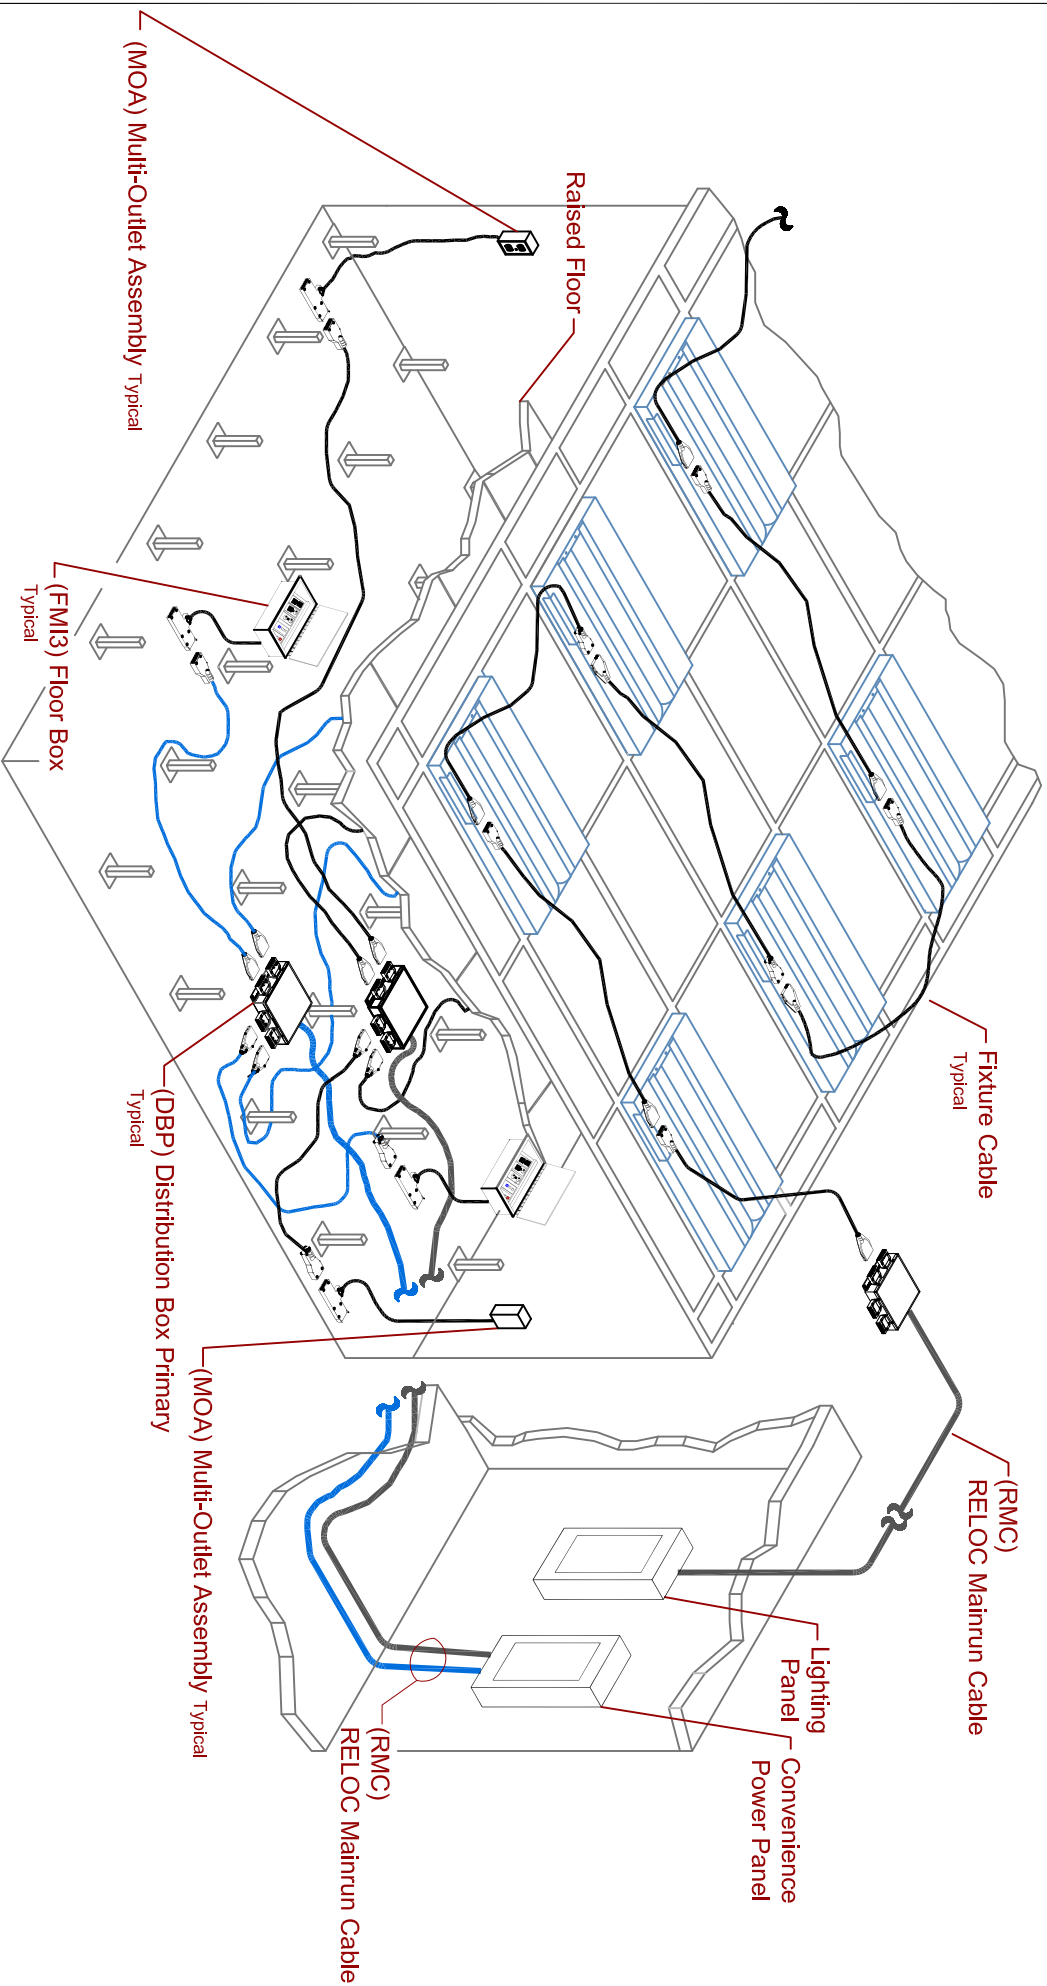 (RMC)
RELOC Mainrun Cable
Fixture Cable
Typical
Lighting
Panel
Convenience
Power Panel
Raised Floor
(RMC)
RELOC Mainrun Cable
(MOA) Multi-Outlet Assembly Typical
(MOA) Multi-Outlet Assembly Typical
(DBP) Distribution Box Primary
Typical
(FMI3) Floor Box
Typical